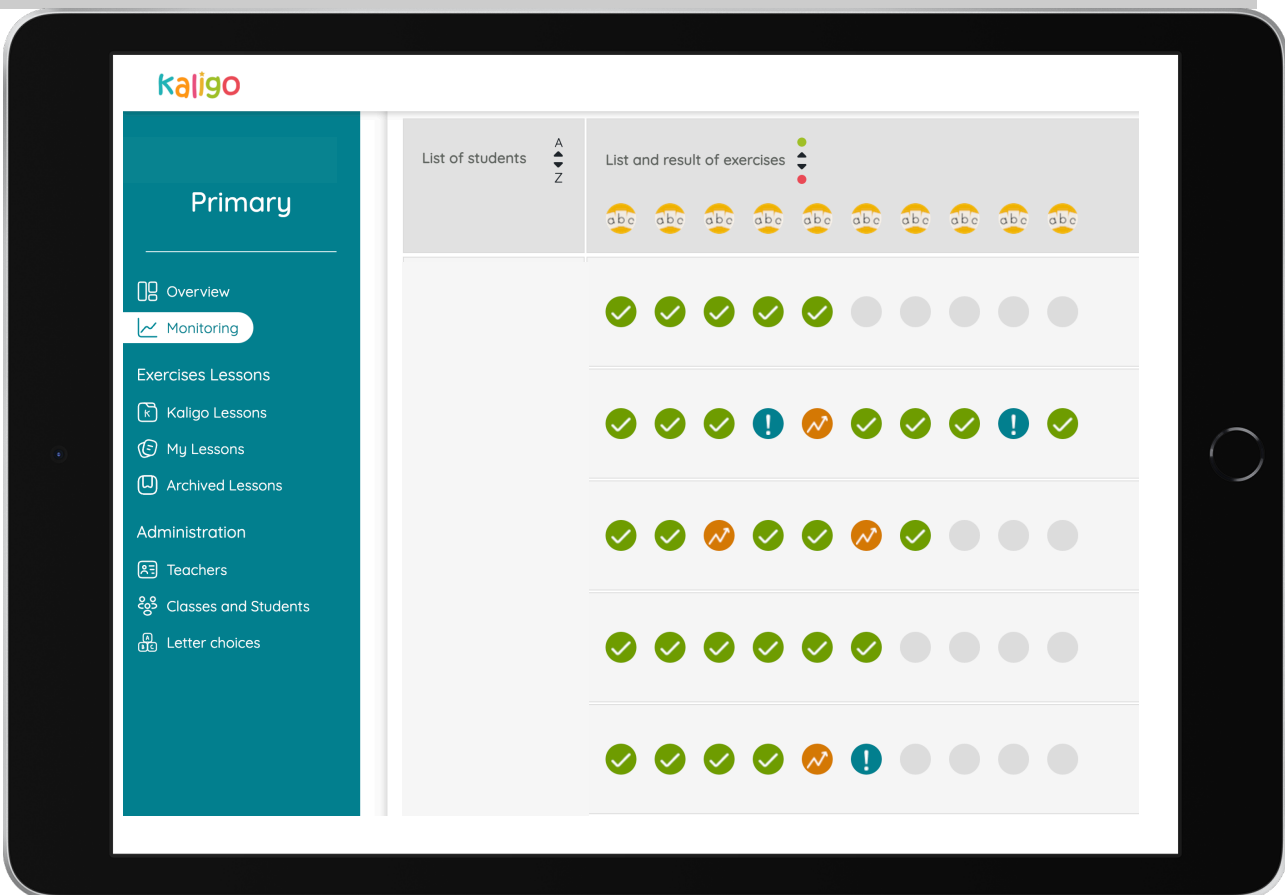 kaligo
Primary
Overview
Monitoring
Exercises Lessons
K Kaligo Lessons
My Lessons
Archived Lessons
Administration
Teachers
Classes and Students
A B C Letter choices
List of students
A
Z
List and result of exercises
abc abc abc abc abc abc abc abc abc abc
! !
!